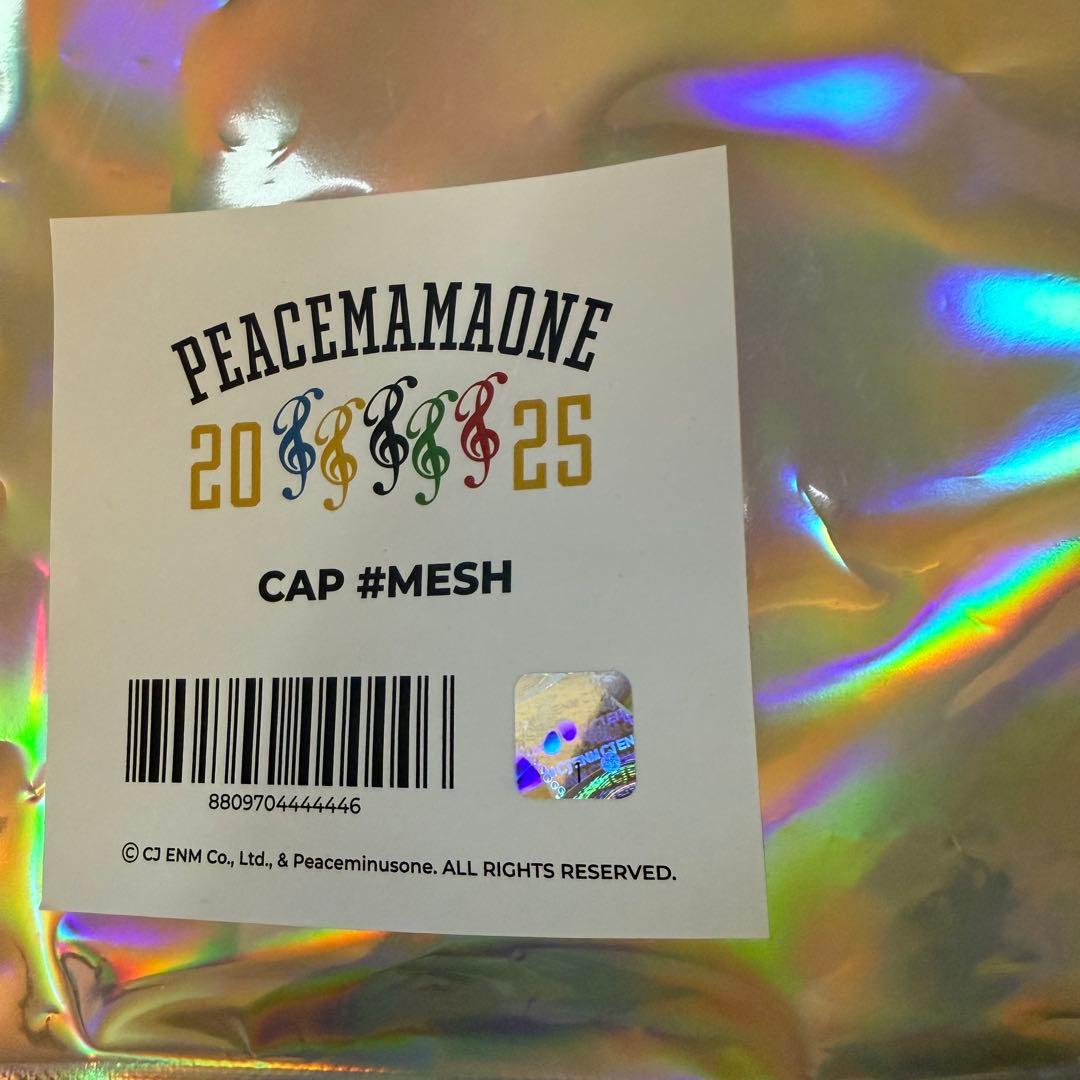 PEACEMAMAONE
20 25
CAP #MESH
8809704444446
© CJ ENM Co., Ltd., & Peaceminusone. ALL RIGHTS RESERVED.